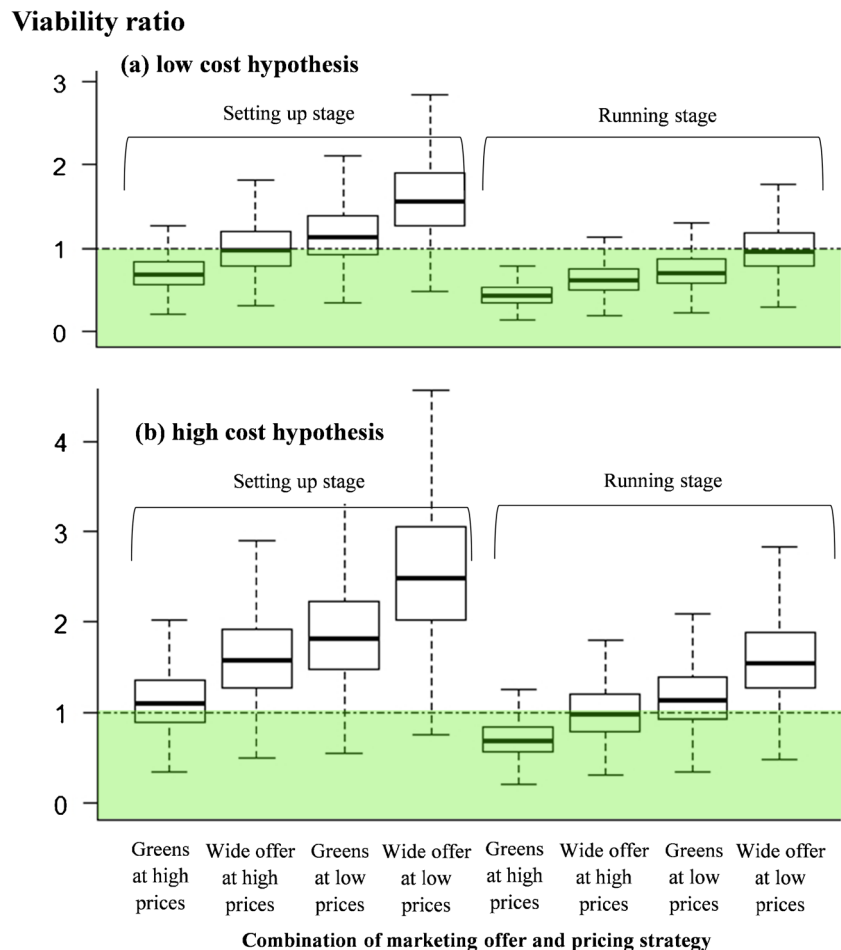 Viability ratio
(a) low cost hypothesis
3
Setting up stage
Running stage
2
1
0
(b) high cost hypothesis
4
Setting up stage
Running stage
3
2
1
0
Greens Wide offer Greens Wide offer Greens Wide offer Greens Wide offer
at high at high at low at low at high at high at low at low
prices prices prices prices prices prices prices prices
Combination of marketing offer and pricing strategy